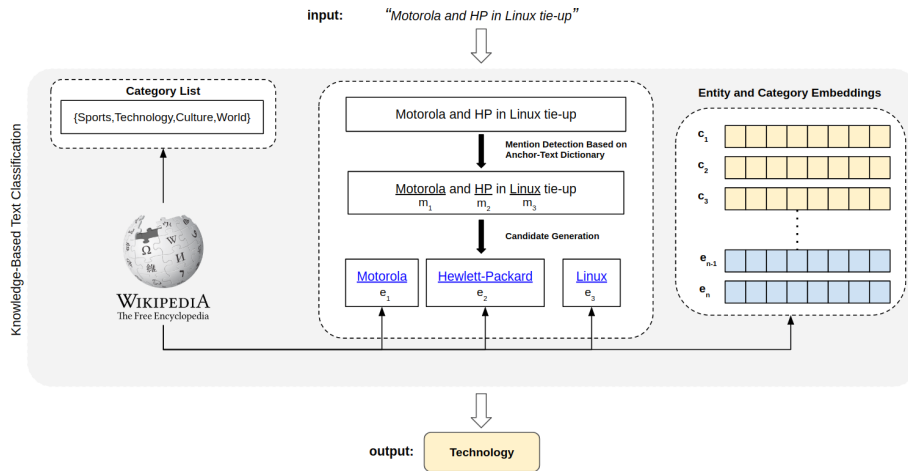 input: “Motorola and HP in Linux tie-up”
Knowledge-Based Text Classification
Category List
{Sports,Technology,Culture,World}
WIKIPEDIA
The Free Encyclopedia
Motorola and HP in Linux tie-up
Mention Detection Based on
Anchor-Text Dictionary
Motorola and HP in Linux tie-up
m1 m2 m3
Candidate Generation
Motorola Hewlett-Packard Linux
e1 e2 e3
Entity and Category Embeddings
c1
c2
c3
en-1
en
output: Technology